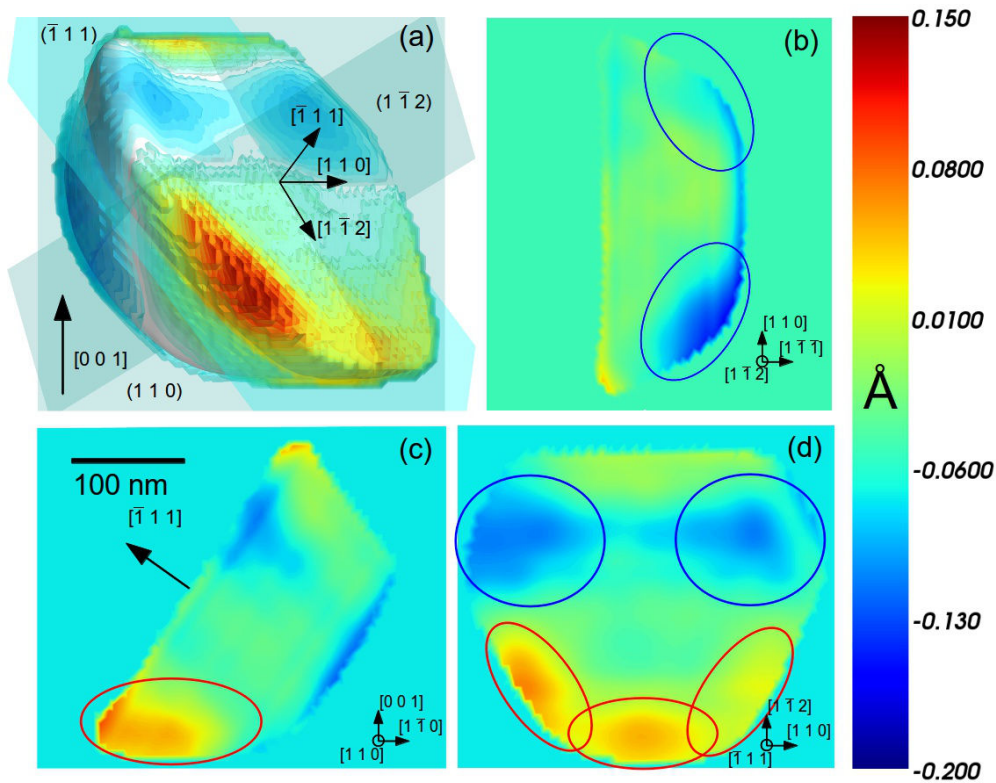 (1̄ 1 1)
(a)
(1 1̄ 2)
[1̄ 1 1]
[1 1 0]
[1 1̄ 2]
[0 0 1]
(1 1 0)
(b)
[1 1 0]
[1 1̄ 1̄]
[1 1̄ 2]
(c)
100 nm
[1̄ 1 1]
[0 0 1]
[1 1̄ 0]
[1 1 0]
(d)
[1 1̄ 2]
[1 1 0]
[1̄ 1 1]
0.150
0.0800
0.0100
Å
-0.0600
-0.130
-0.200